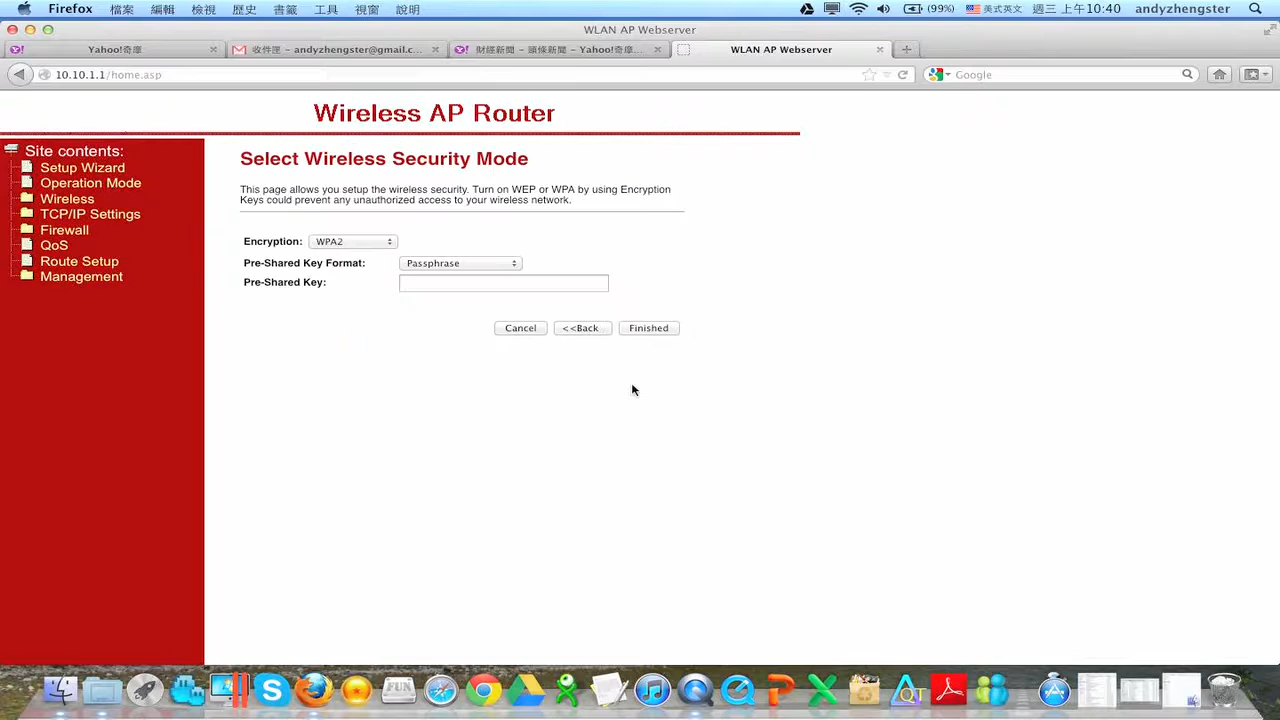 Firefox 檔案 編輯 檢視 歷史 書籤 工具 視窗 說明 (99%) 美式英文 週三 上午10:40 andyzhengster
WLAN AP Webserver
Yahoo!奇摩 收件匣 – andyzhengster@gmail.c... 財經新聞 – 頭條新聞 – Yahoo!奇摩... WLAN AP Webserver
10.10.1.1/home.asp Google
Wireless AP Router
Site contents:
Setup Wizard
Operation Mode
Wireless
TCP/IP Settings
Firewall
QoS
Route Setup
Management
Select Wireless Security Mode
This page allows you setup the wireless security. Turn on WEP or WPA by using Encryption
Keys could prevent any unauthorized access to your wireless network.
Encryption: WPA2
Pre-Shared Key Format: Passphrase
Pre-Shared Key:
Cancel <<Back Finished
FUN